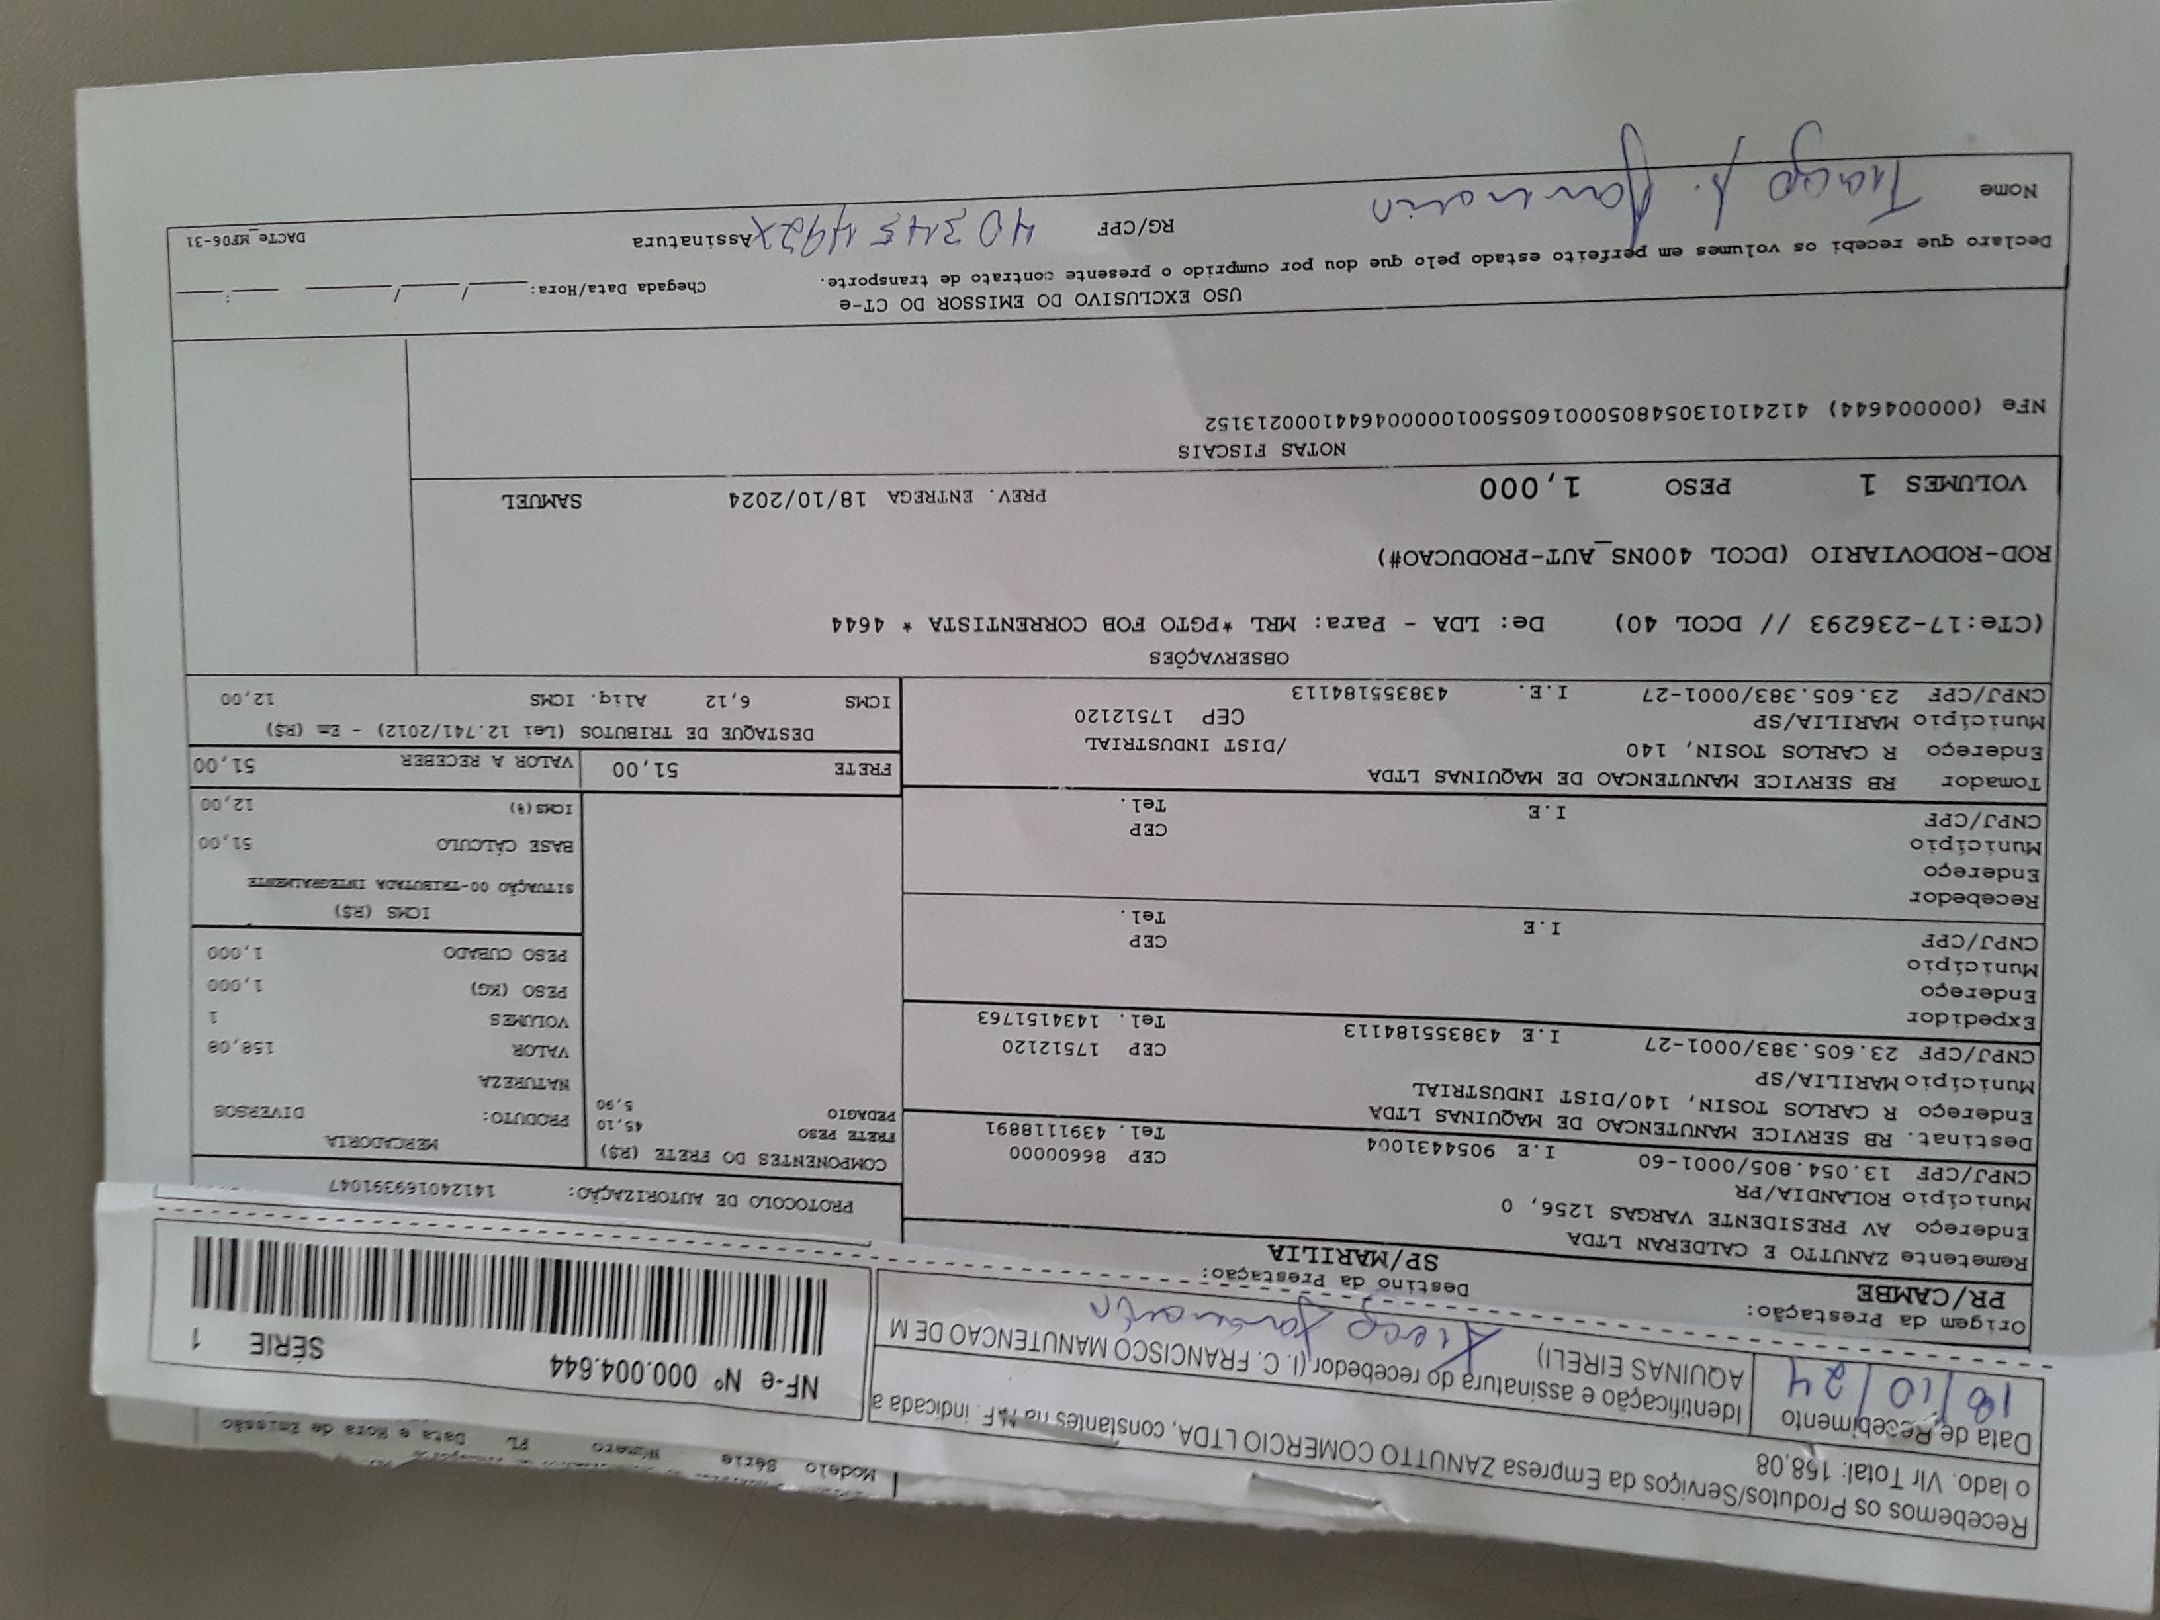 Recebemos os Produtos/Serviços da Empresa ZANUTTO COMERCIO LTDA, constantes na N.F. indicada a
o lado. Vlr Total: 158,08
Data de Recebimento
18/10/24
Identificação e assinatura do recebedor (I. C. FRANCISCO MANUTENCAO DE M
AQUINAS EIRELI)
NF-e Nº 000.004.644
SÉRIE 1
Modelo Série Número FL Data e Hora de Emissão
Origem da Prestação:
PR/CAMBE
Destino da Prestação:
SP/MARILIA
PROTOCOLO DE AUTORIZAÇÃO: 141240169391047
Remetente ZANUTTO E CALDERAN LTDA
Endereço AV PRESIDENTE VARGAS 1256, 0
Município ROLANDIA/PR CEP 86600000
CNPJ/CPF 13.054.805/0001-60 I.E 9054431004 Tel. 4391118891
Destinat. RB SERVICE MANUTENCAO DE MAQUINAS LTDA
Endereço R CARLOS TOSIN, 140/DIST INDUSTRIAL
Município MARILIA/SP CEP 17512120
CNPJ/CPF 23.605.383/0001-27 I.E 438355184113 Tel. 1434151763
Expedidor
Endereço
Município CEP
CNPJ/CPF I.E Tel.
Recebedor
Endereço
Município CEP
CNPJ/CPF I.E Tel.
Tomador RB SERVICE MANUTENCAO DE MAQUINAS LTDA
Endereço R CARLOS TOSIN, 140 /DIST INDUSTRIAL
Município MARILIA/SP CEP 17512120
CNPJ/CPF 23.605.383/0001-27 I.E. 438355184113
COMPONENTES DO FRETE (R$)
FRETE PESO 45,10
PEDAGIO 5,90
MERCADORIA
PRODUTO: DIVERSOS
NATUREZA
VALOR 158,08
VOLUMES 1
PESO (KG) 1,000
PESO CUBADO 1,000
ICMS (R$)
SITUAÇÃO 00-TRIBUTADA INTEGRALMENTE
BASE CÁLCULO 51,00
ICMS(%) 12,00
FRETE 51,00 VALOR A RECEBER 51,00
DESTAQUE DE TRIBUTOS (Lei 12.741/2012) - Em (R$)
ICMS 6,12 Aliq. ICMS 12,00
OBSERVAÇÕES
(CTe:17-236293 // DCOL 40) De: LDA - Para: MRL *PGTO FOB CORRENTISTA * 4644
ROD-RODOVIARIO (DCOL 400NS_AUT-PRODUCAO#)
VOLUMES 1 PESO 1,000 PREV. ENTREGA 18/10/2024 SAMUEL
NOTAS FISCAIS
NFe (000004644) 41241013054805000160550010000046441000213152
USO EXCLUSIVO DO EMISSOR DO CT-e
Declaro que recebi os volumes em perfeito estado pelo que dou por cumprido o presente contrato de transporte.
Chegada Data/Hora: ___/___/___ ___:___
Nome Tiago
RG/CPF 40 345 492X Assinatura
DACTe_MF06-31